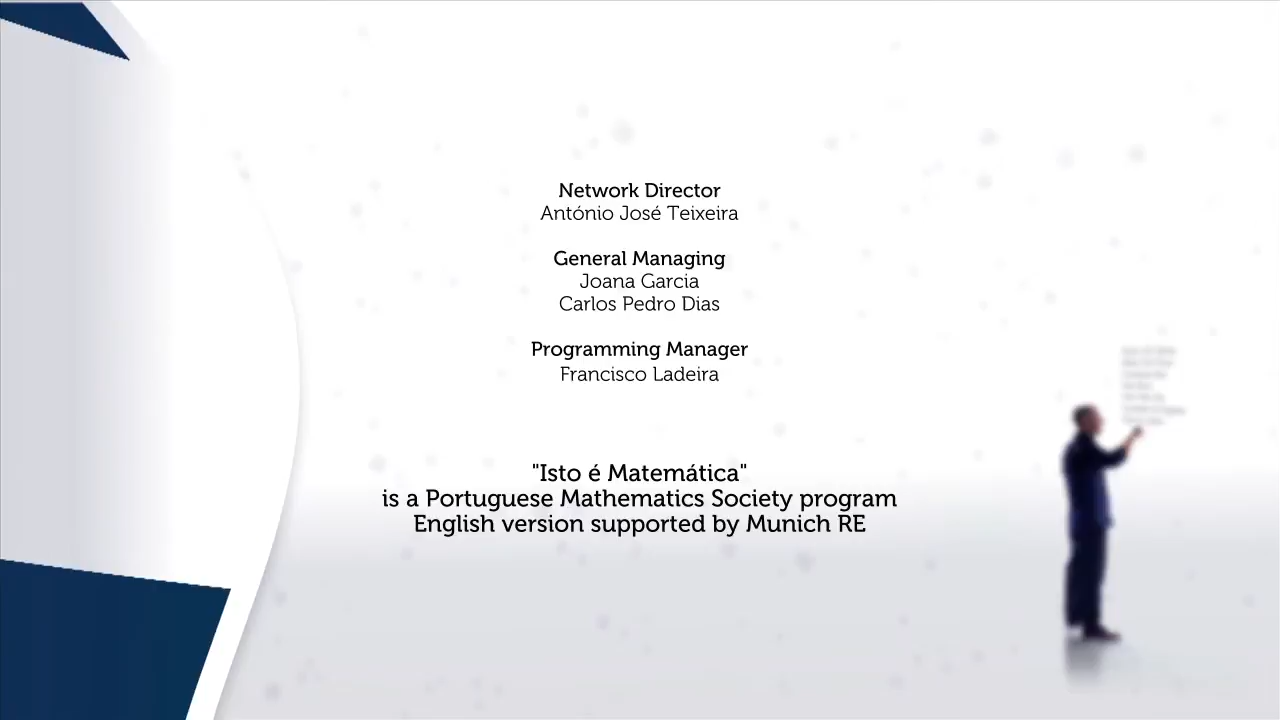 Network Director
António José Teixeira
General Managing
Joana Garcia
Carlos Pedro Dias
Programming Manager
Francisco Ladeira
"Isto é Matemática"
is a Portuguese Mathematics Society program
English version supported by Munich RE